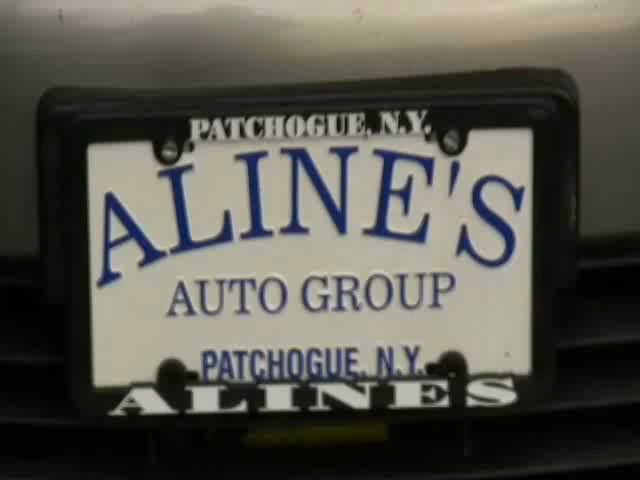 PATCHOGUE, N.Y.
ALINE'S
AUTO GROUP
PATCHOGUE, N.Y.
ALINES